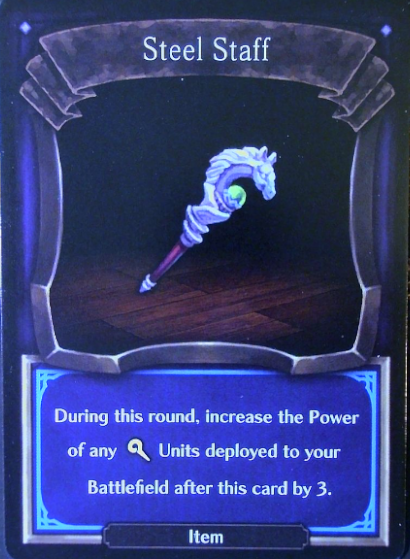 Steel Staff
During this round, increase the Power
of any Units deployed to your
Battlefield after this card by 3.
Item